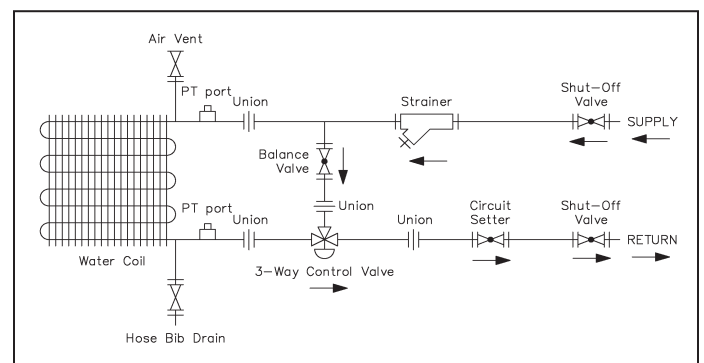 Air Vent
PT port
Union
Strainer
Shut-Off
Valve
SUPPLY
Balance
Valve
PT port
Union
Union
Union
Circuit
Setter
Shut-Off
Valve
RETURN
Water Coil
3-Way Control Valve
Hose Bib Drain